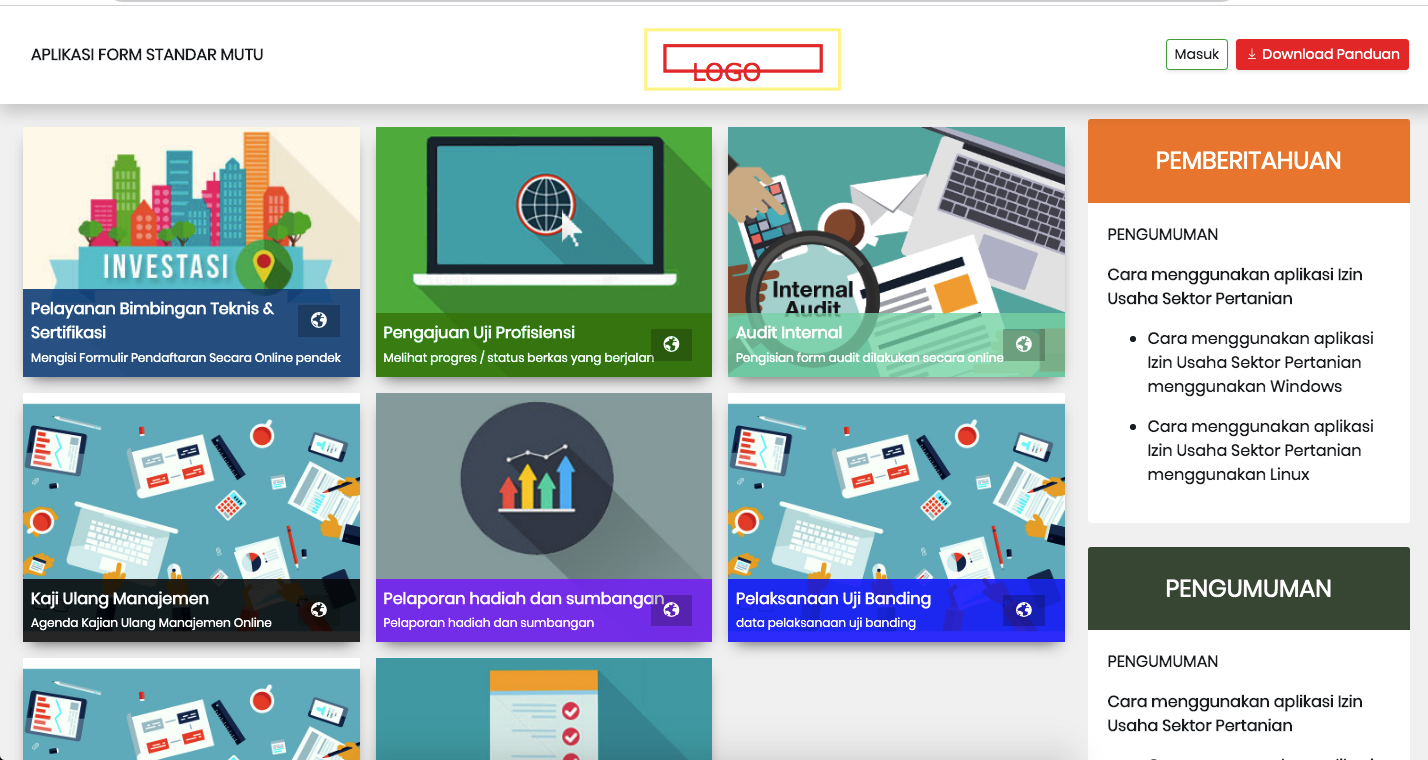 APLIKASI FORM STANDAR MUTU
LOGO
Masuk
Download Panduan
INVESTASI
Pelayanan Bimbingan Teknis &
Sertifikasi
Mengisi Formulir Pendaftaran Secara Online pendek
Pengajuan Uji Profisiensi
Melihat progres / status berkas yang berjalan
Internal
Audit
Audit Internal
Pengisian form audit dilakukan secara online
Kaji Ulang Manajemen
Agenda Kajian Ulang Manajemen Online
Pelaporan hadiah dan sumbangan
Pelaporan hadiah dan sumbangan
Pelaksanaan Uji Banding
data pelaksanaan uji banding
PEMBERITAHUAN
PENGUMUMAN
Cara menggunakan aplikasi Izin
Usaha Sektor Pertanian
Cara menggunakan aplikasi
Izin Usaha Sektor Pertanian
menggunakan Windows
Cara menggunakan aplikasi
Izin Usaha Sektor Pertanian
menggunakan Linux
PENGUMUMAN
PENGUMUMAN
Cara menggunakan aplikasi Izin
Usaha Sektor Pertanian